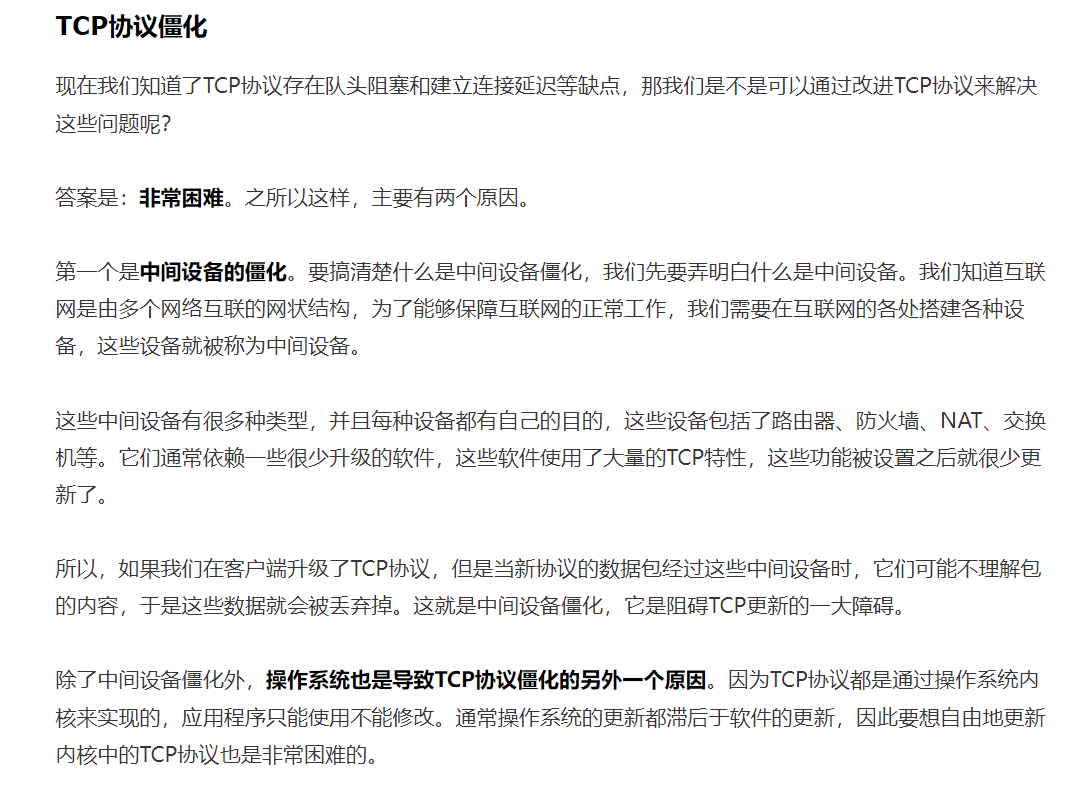 TCP协议僵化
现在我们知道了TCP协议存在队头阻塞和建立连接延迟等缺点，那我们是不是可以通过改进TCP协议来解决
这些问题呢？
答案是：非常困难。之所以这样，主要有两个原因。
第一个是中间设备的僵化。要搞清楚什么是中间设备僵化，我们先要弄明白什么是中间设备。我们知道互联
网是由多个网络互联的网状结构，为了能够保障互联网的正常工作，我们需要在互联网的各处搭建各种设
备，这些设备就被称为中间设备。
这些中间设备有很多种类型，并且每种设备都有自己的目的，这些设备包括了路由器、防火墙、NAT、交换
机等。它们通常依赖一些很少升级的软件，这些软件使用了大量的TCP特性，这些功能被设置之后就很少更
新了。
所以，如果我们在客户端升级了TCP协议，但是当新协议的数据包经过这些中间设备时，它们可能不理解包
的内容，于是这些数据就会被丢弃掉。这就是中间设备僵化，它是阻碍TCP更新的一大障碍。
除了中间设备僵化外，操作系统也是导致TCP协议僵化的另外一个原因。因为TCP协议都是通过操作系统内
核来实现的，应用程序只能使用不能修改。通常操作系统的更新都滞后于软件的更新，因此要想自由地更新
内核中的TCP协议也是非常困难的。